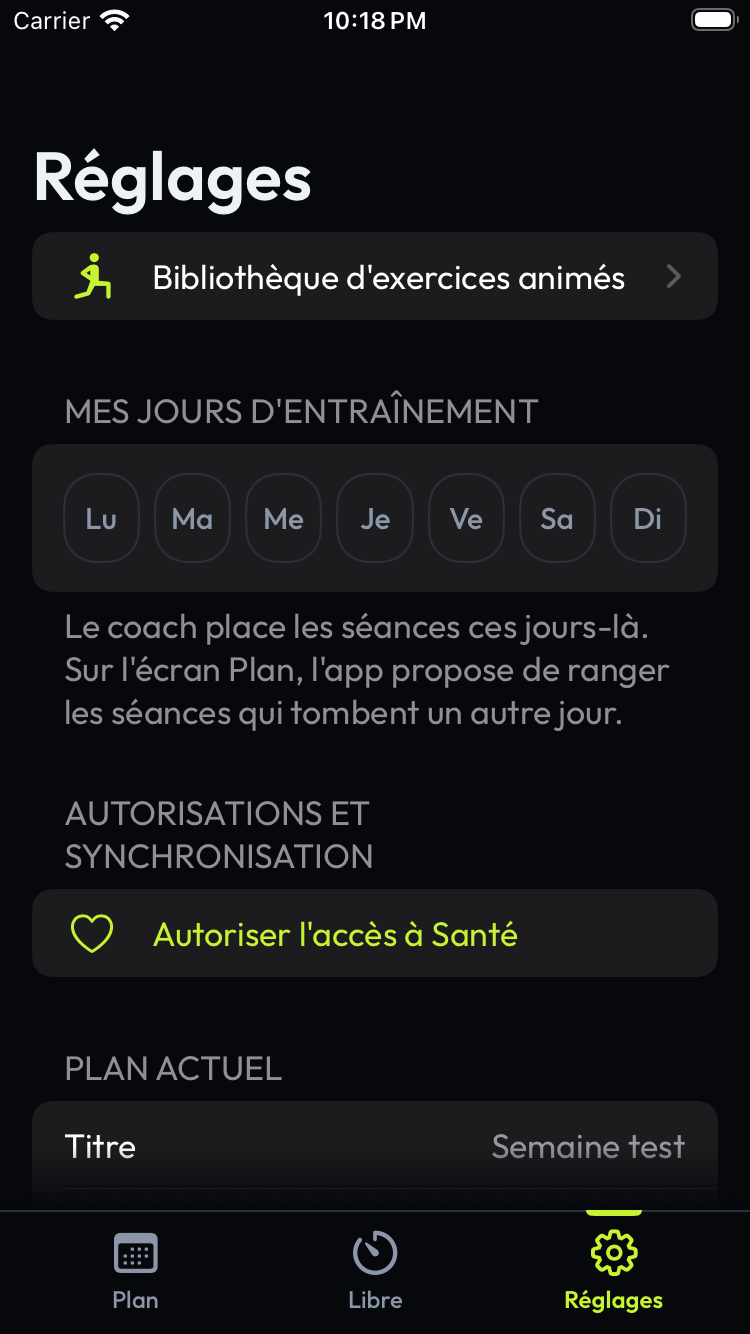 Carrier
10:18 PM
Réglages
Bibliothèque d'exercices animés
MES JOURS D'ENTRAÎNEMENT
Lu Ma Me Je Ve Sa Di
Le coach place les séances ces jours-là.
Sur l'écran Plan, l'app propose de ranger
les séances qui tombent un autre jour.
AUTORISATIONS ET
SYNCHRONISATION
Autoriser l'accès à Santé
PLAN ACTUEL
Titre Semaine test
Plan Libre Réglages